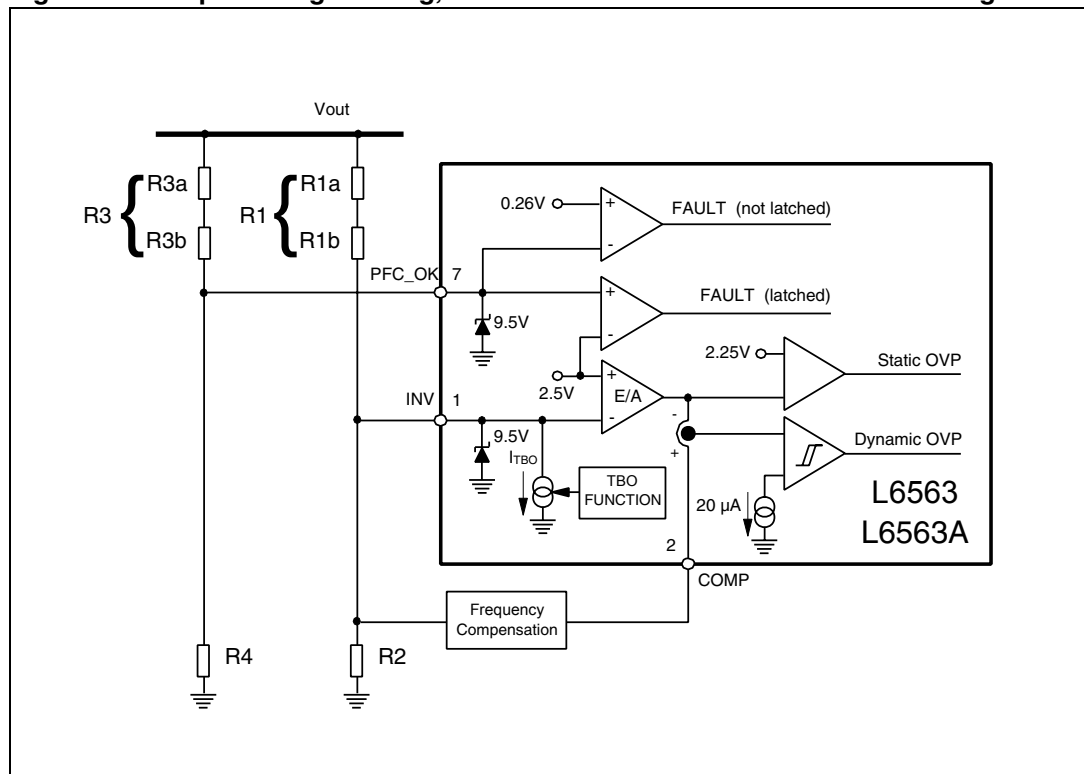 Vout
R3a
R1a
R3
R1
R3b
R1b
0.26V
+
-
FAULT (not latched)
PFC_OK
7
+
-
FAULT (latched)
9.5V
2.25V
Static OVP
2.5V
+
E/A
-
INV
1
-
+
9.5V
ITBO
TBO
FUNCTION
Dynamic OVP
20 µA
L6563
L6563A
2
COMP
Frequency
Compensation
R4
R2